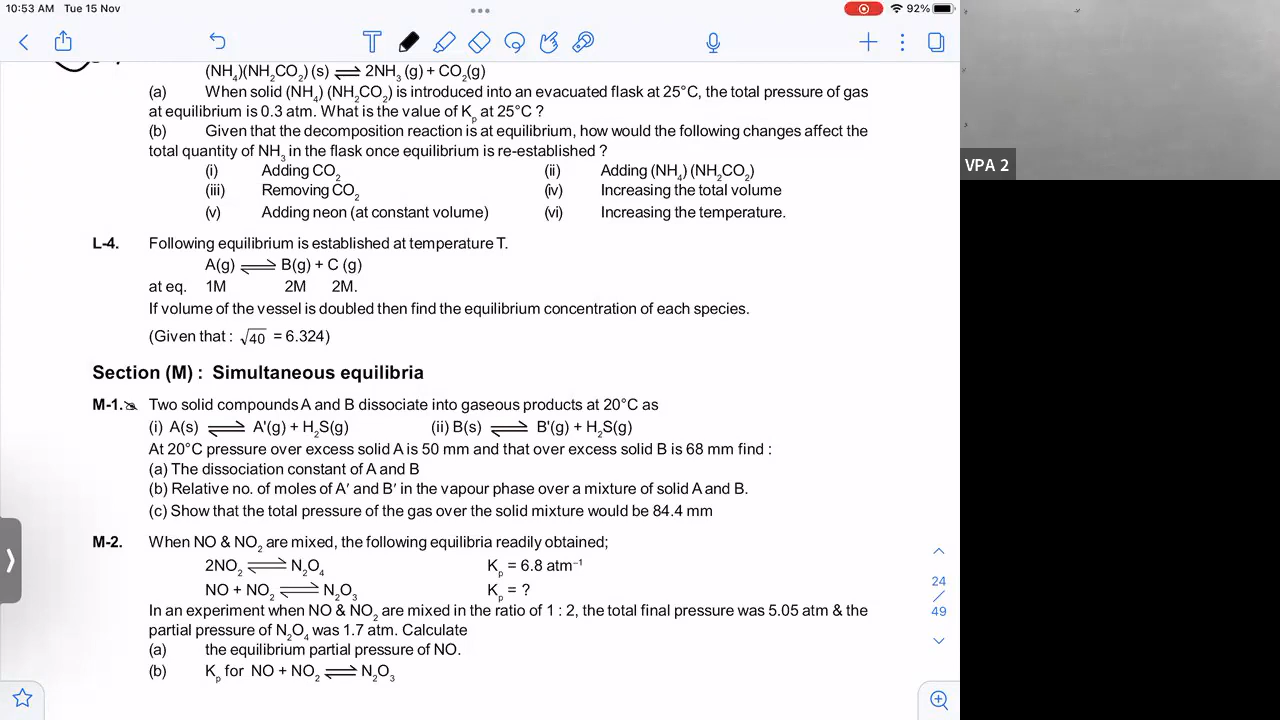 10:53 AM Tue 15 Nov
92%
(NH₄)(NH₂CO₂) (s) ⇌ 2NH₃ (g) + CO₂(g)
(a) When solid (NH₄) (NH₂CO₂) is introduced into an evacuated flask at 25°C, the total pressure of gas
at equilibrium is 0.3 atm. What is the value of Kₚ at 25°C ?
(b) Given that the decomposition reaction is at equilibrium, how would the following changes affect the
total quantity of NH₃ in the flask once equilibrium is re-established ?
(i) Adding CO₂ (ii) Adding (NH₄) (NH₂CO₂)
(iii) Removing CO₂ (iv) Increasing the total volume
(v) Adding neon (at constant volume) (vi) Increasing the temperature.
L-4. Following equilibrium is established at temperature T.
A(g) ⇌ B(g) + C (g)
at eq. 1M 2M 2M.
If volume of the vessel is doubled then find the equilibrium concentration of each species.
(Given that : √40 = 6.324)
Section (M) : Simultaneous equilibria
M-1. Two solid compounds A and B dissociate into gaseous products at 20°C as
(i) A(s) ⇌ A'(g) + H₂S(g) (ii) B(s) ⇌ B'(g) + H₂S(g)
At 20°C pressure over excess solid A is 50 mm and that over excess solid B is 68 mm find :
(a) The dissociation constant of A and B
(b) Relative no. of moles of A′ and B′ in the vapour phase over a mixture of solid A and B.
(c) Show that the total pressure of the gas over the solid mixture would be 84.4 mm
M-2. When NO & NO₂ are mixed, the following equilibria readily obtained;
2NO₂ ⇌ N₂O₄ Kₚ = 6.8 atm⁻¹
NO + NO₂ ⇌ N₂O₃ Kₚ = ?
In an experiment when NO & NO₂ are mixed in the ratio of 1 : 2, the total final pressure was 5.05 atm & the
partial pressure of N₂O₄ was 1.7 atm. Calculate
(a) the equilibrium partial pressure of NO.
(b) Kₚ for NO + NO₂ ⇌ N₂O₃
24
/
49
VPA 2